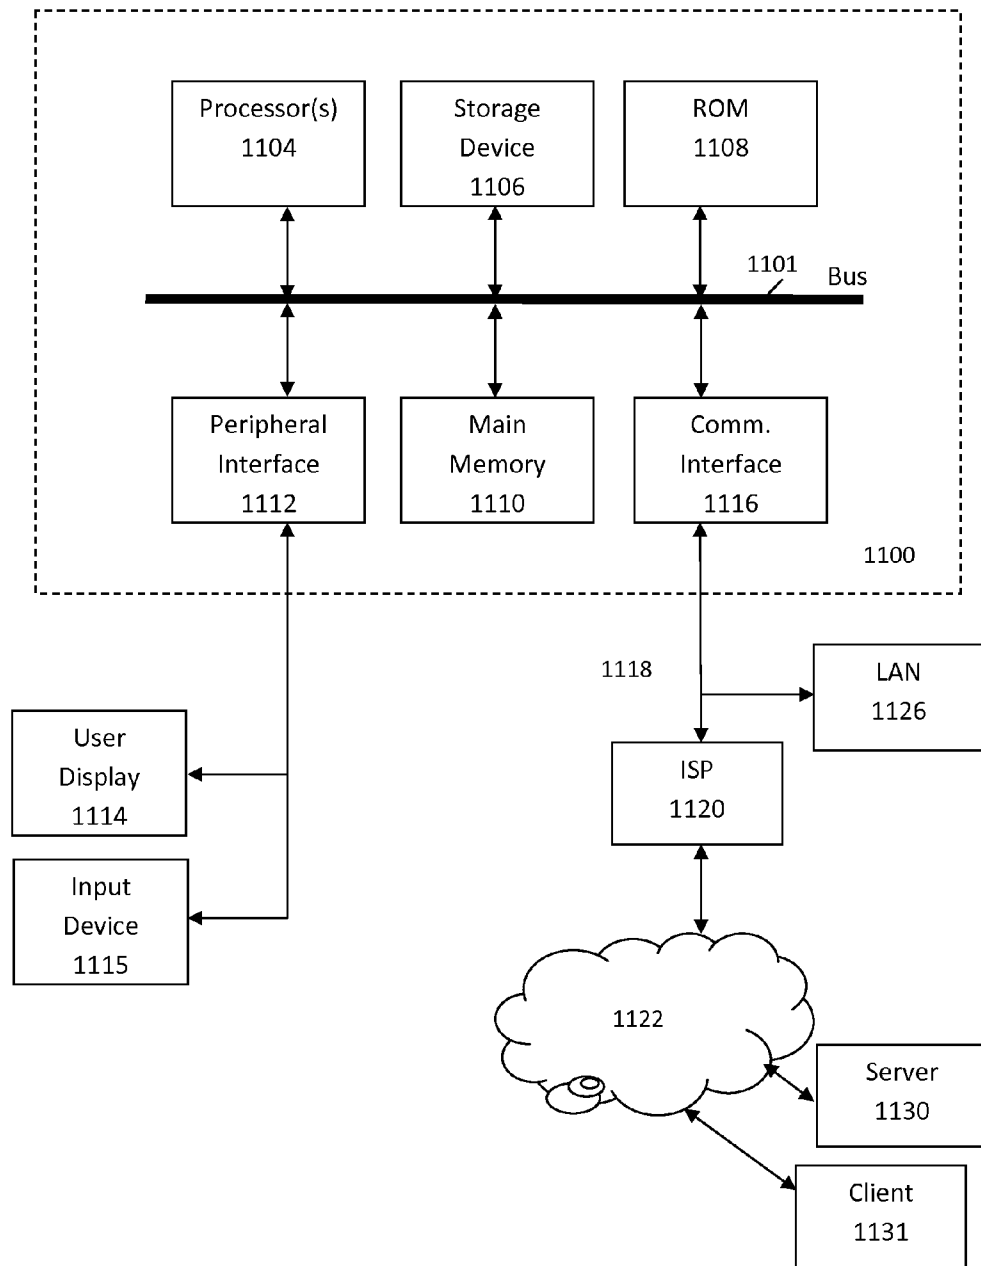 Processor(s)
1104
Storage
Device
1106
ROM
1108
1101
Bus
Peripheral
Interface
1112
Main
Memory
1110
Comm.
Interface
1116
1100
1118
LAN
1126
User
Display
1114
ISP
1120
Input
Device
1115
1122
Server
1130
Client
1131